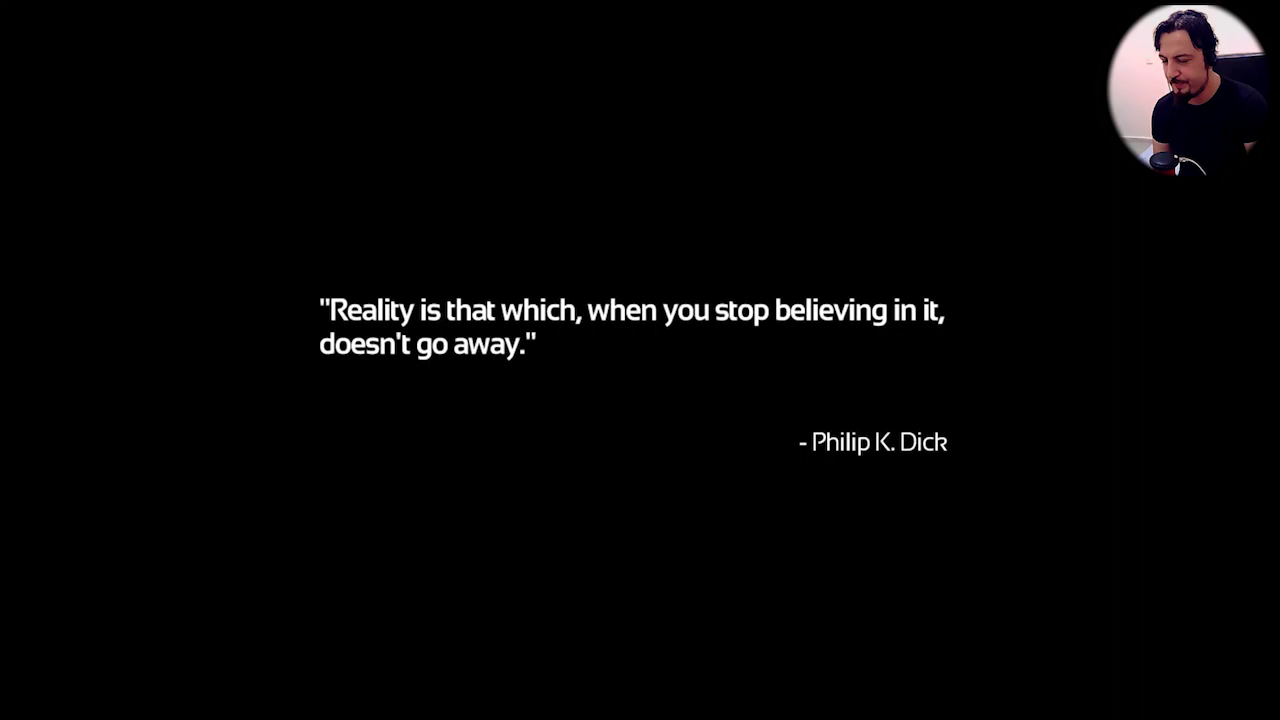 "Reality is that which, when you stop believing in it,
doesn't go away."
- Philip K. Dick